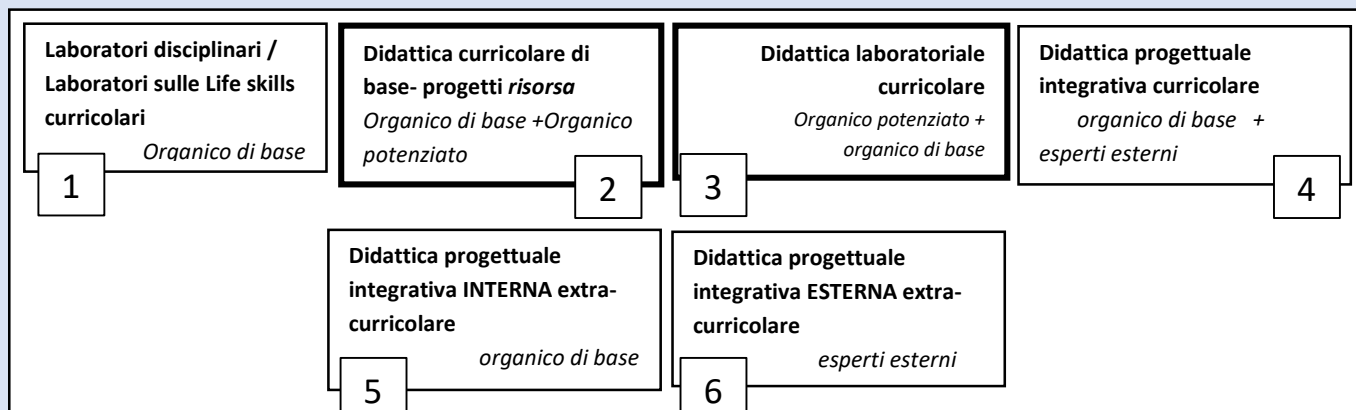 Laboratori disciplinari /
Laboratori sulle Life skills
curricolari
Organico di base
1
Didattica curricolare di
base- progetti risorsa
Organico di base +Organico
potenziato
2
Didattica laboratoriale
curricolare
Organico potenziato +
organico di base
3
Didattica progettuale
integrativa curricolare
organico di base +
esperti esterni
4
Didattica progettuale
integrativa INTERNA extra-
curricolare
organico di base
5
Didattica progettuale
integrativa ESTERNA extra-
curricolare
esperti esterni
6